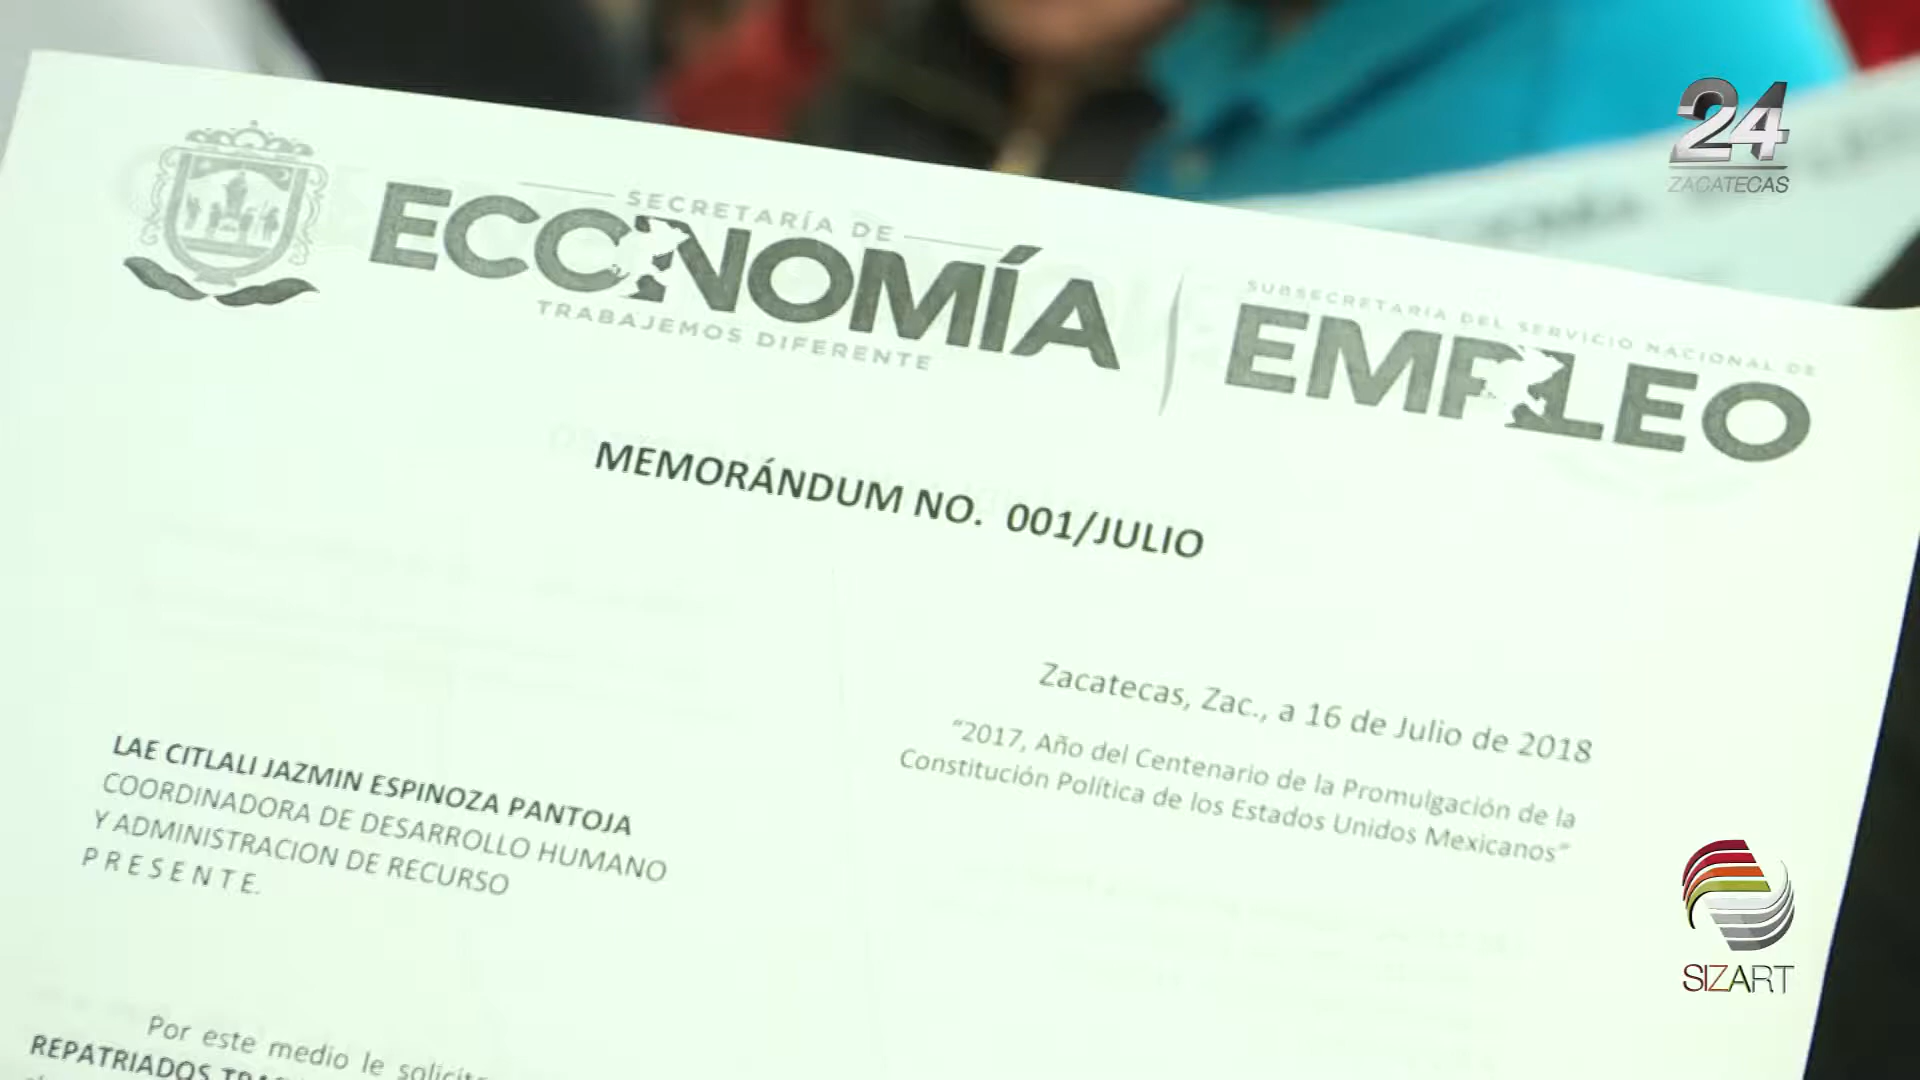 24
ZACATECAS
SECRETARÍA DE
ECONOMÍA
TRABAJEMOS DIFERENTE
SUBSECRETARÍA DEL SERVICIO NACIONAL DE
EMPLEO
MEMORÁNDUM NO. 001/JULIO
Zacatecas, Zac., a 16 de Julio de 2018
"2017, Año del Centenario de la Promulgación de la
Constitución Política de los Estados Unidos Mexicanos"
LAE CITLALI JAZMIN ESPINOZA PANTOJA
COORDINADORA DE DESARROLLO HUMANO
Y ADMINISTRACION DE RECURSO
P R E S E N T E.
SIZART
Por este medio le
REPATRIADOS